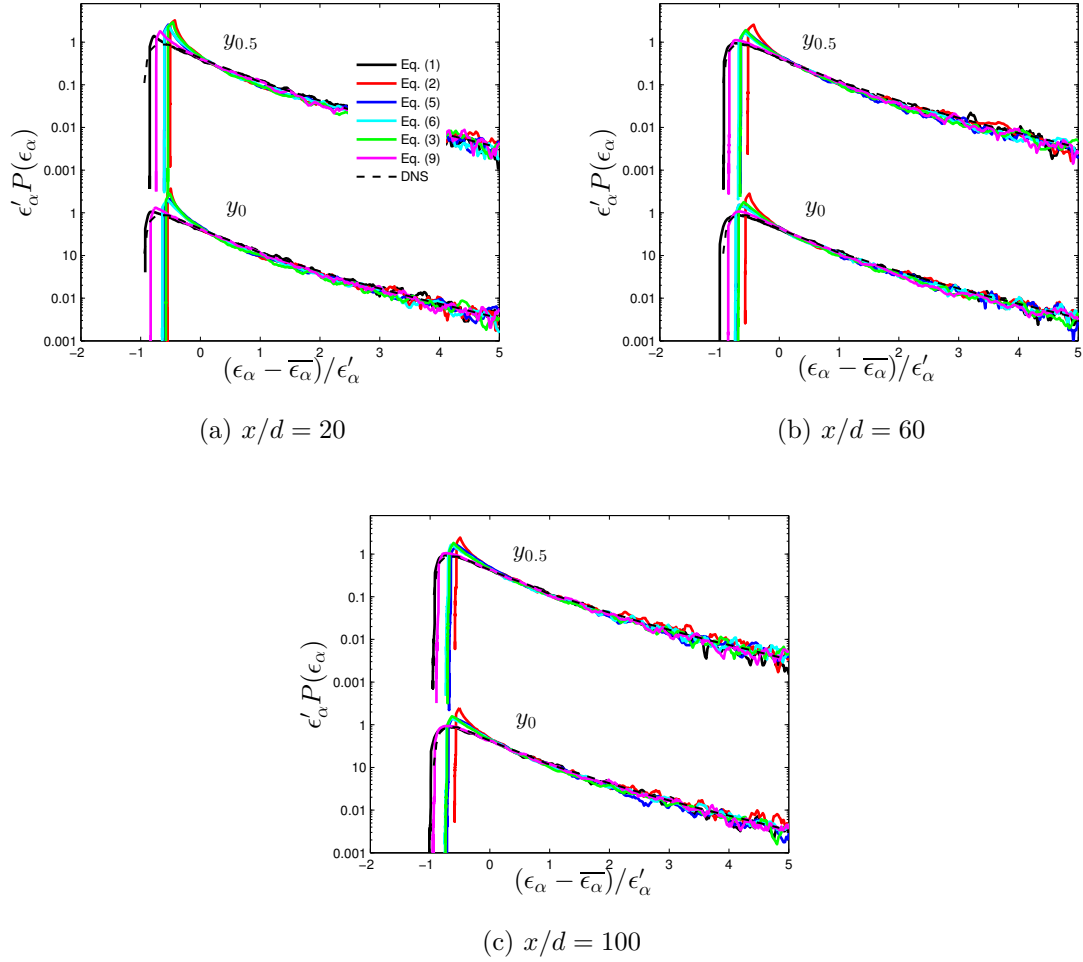 y₀.₅
1
0.1
0.01
0.001
1
10
0.01
0.001
y₀
Eq. (1)
Eq. (2)
Eq. (5)
Eq. (6)
Eq. (3)
Eq. (9)
DNS
ϵ′α P(ϵα)
−2 −1 0 1 2 3 4 5
(ϵα − ϵα̅)/ϵ′α
(a) x/d = 20
y₀.₅
1
0.1
0.01
0.001
1
10
0.01
0.001
y₀
ϵ′α P(ϵα)
−2 −1 0 1 2 3 4 5
(ϵα − ϵα̅)/ϵ′α
(b) x/d = 60
y₀.₅
1
0.1
0.01
0.001
1
10
0.01
0.001
y₀
ϵ′α P(ϵα)
−2 −1 0 1 2 3 4 5
(ϵα − ϵα̅)/ϵ′α
(c) x/d = 100